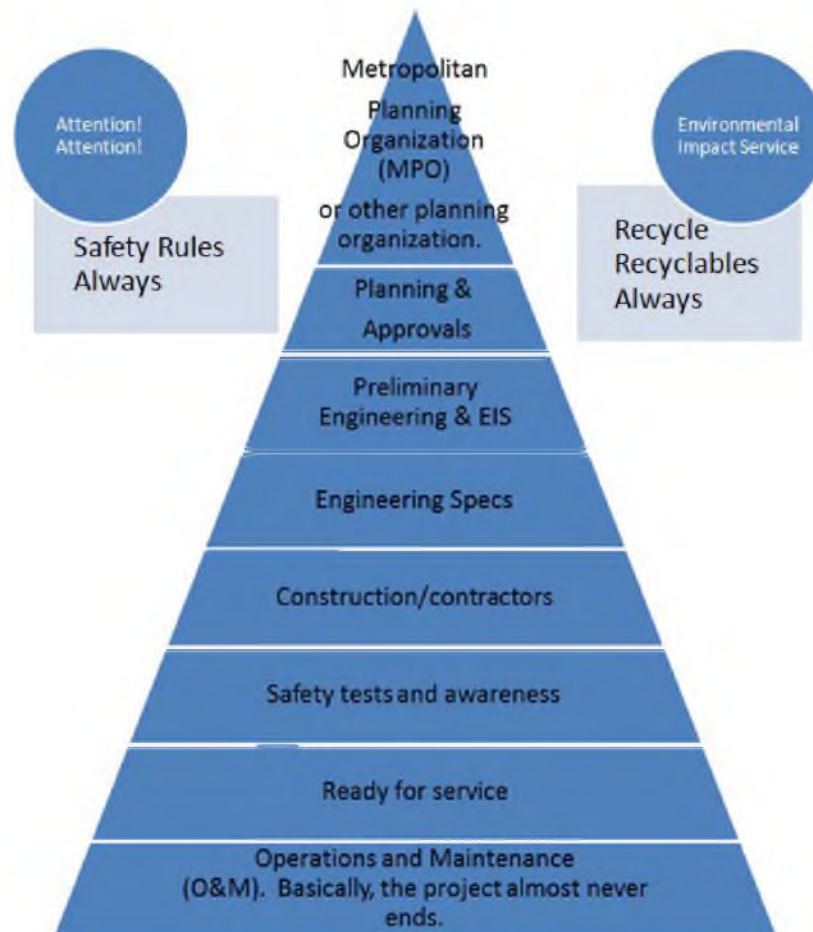 Attention!
Attention!
Safety Rules
Always
Metropolitan
Planning
Organization
(MPO)
or other planning
organization.
Environmental
Impact Service
Recycle
Recyclables
Always
Planning &
Approvals
Preliminary
Engineering & EIS
Engineering Specs
Construction/contractors
Safety tests and awareness
Ready for service
Operations and Maintenance
(O&M).  Basically, the project almost never
ends.